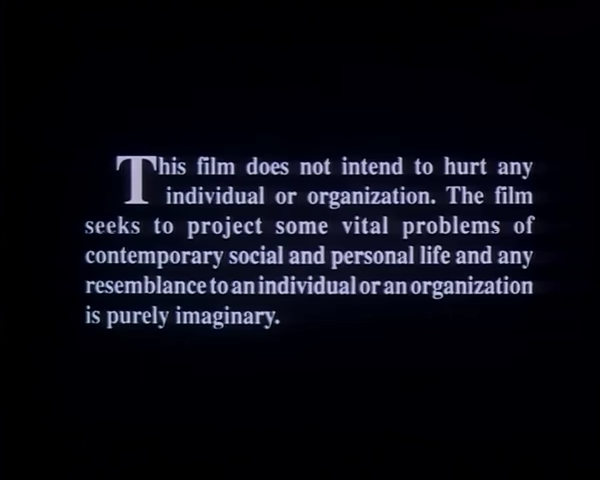 This film does not intend to hurt any
individual or organization. The film
seeks to project some vital problems of
contemporary social and personal life and any
resemblance to an individual or an organization
is purely imaginary.